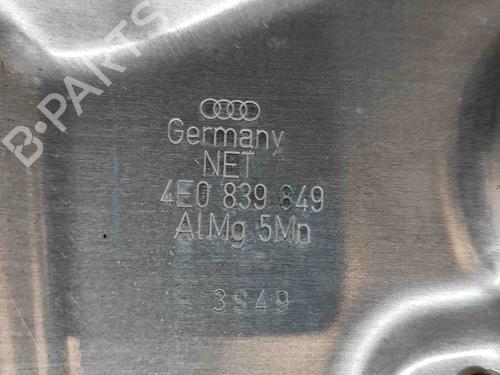 B-PARTS
Germany
NET
4E0 839 849
AlMg 5Mn
3S49